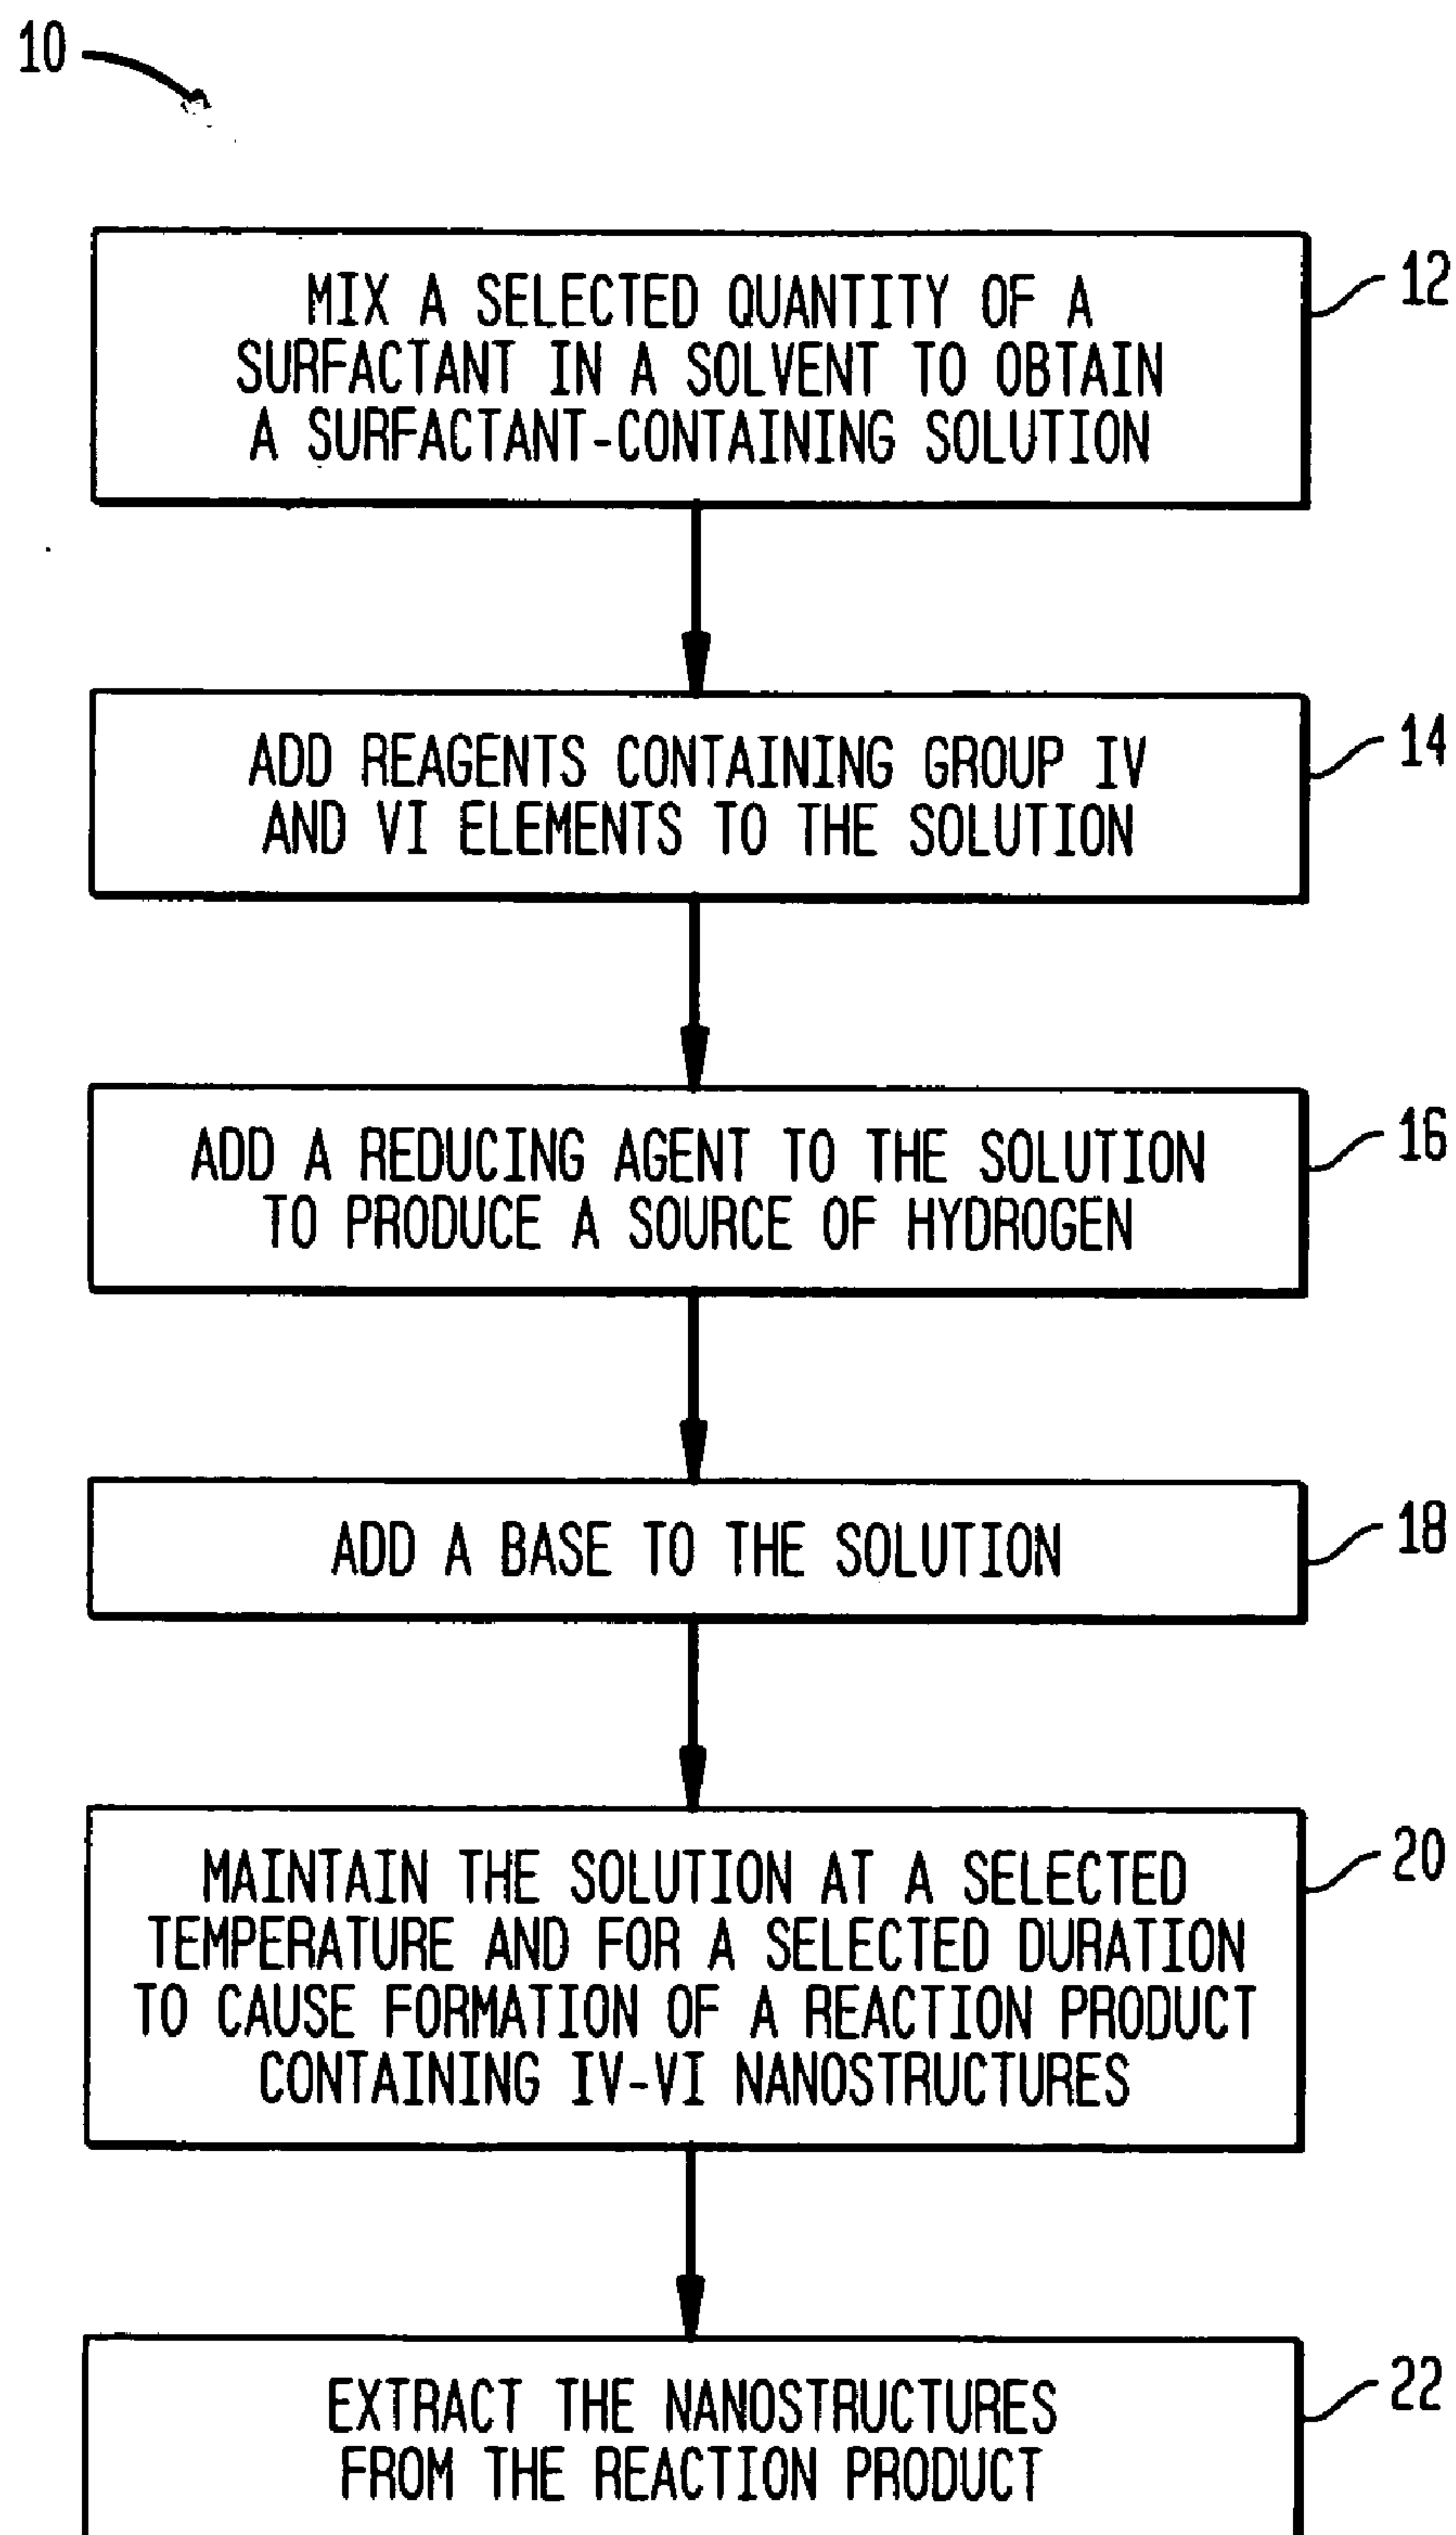 10
MIX A SELECTED QUANTITY OF A
SURFACTANT IN A SOLVENT TO OBTAIN
A SURFACTANT-CONTAINING SOLUTION
12
ADD REAGENTS CONTAINING GROUP IV
AND VI ELEMENTS TO THE SOLUTION
14
ADD A REDUCING AGENT TO THE SOLUTION
TO PRODUCE A SOURCE OF HYDROGEN
16
ADD A BASE TO THE SOLUTION
18
MAINTAIN THE SOLUTION AT A SELECTED
TEMPERATURE AND FOR A SELECTED DURATION
TO CAUSE FORMATION OF A REACTION PRODUCT
CONTAINING IV-VI NANOSTRUCTURES
20
EXTRACT THE NANOSTRUCTURES
FROM THE REACTION PRODUCT
22